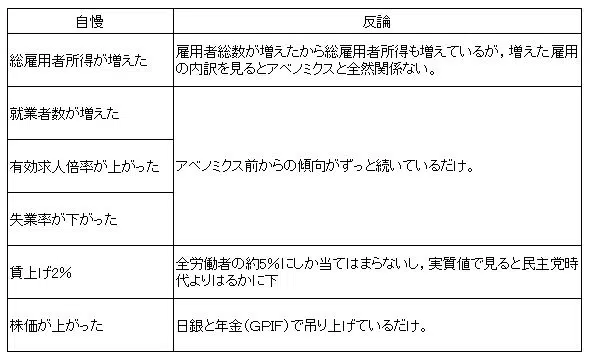 自慢
反論
総雇用者所得が増えた
雇用者総数が増えたから総雇用者所得も増えているが，増えた雇用
の内訳を見るとアベノミクスと全然関係ない。
就業者数が増えた
有効求人倍率が上がった
失業率が下がった
アベノミクス前からの傾向がずっと続いているだけ。
賃上げ2％
全労働者の約5％にしか当てはまらないし，実質値で見ると民主党時
代よりはるかに下
株価が上がった
日銀と年金（GPIF）で吊り上げているだけ。